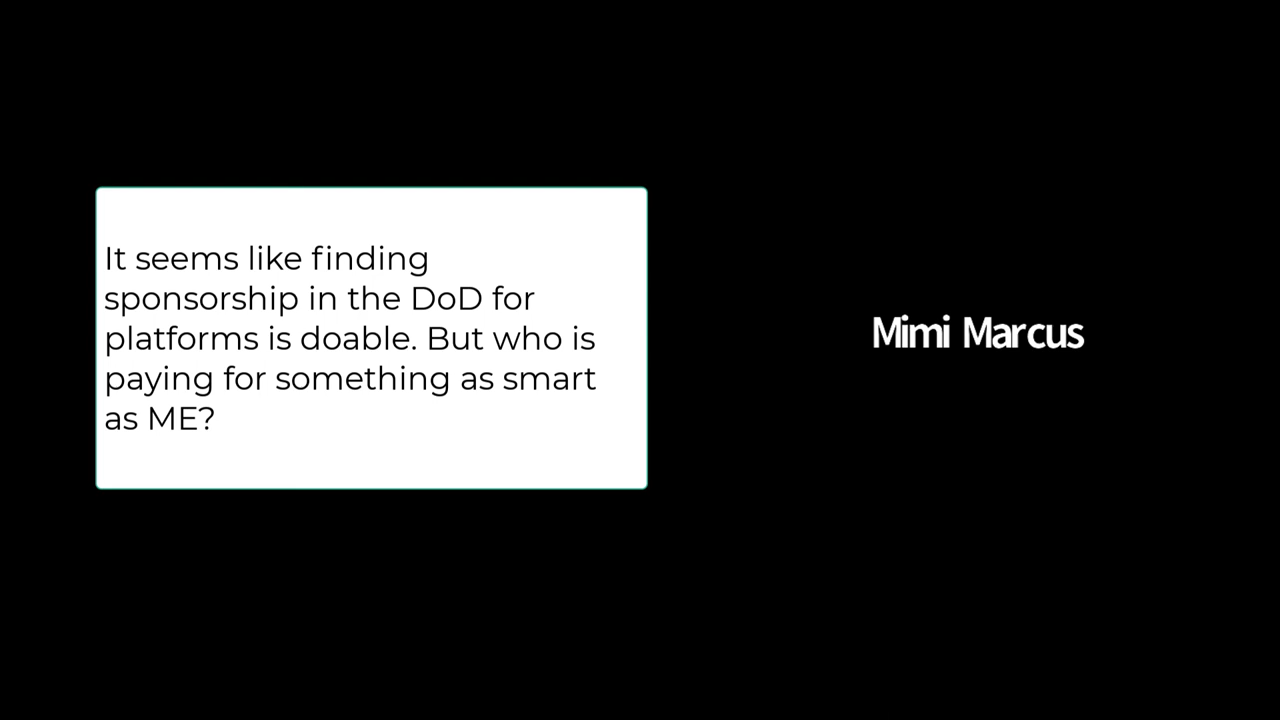 It seems like finding
sponsorship in the DoD for
platforms is doable. But who is
paying for something as smart
as ME?
Mimi Marcus